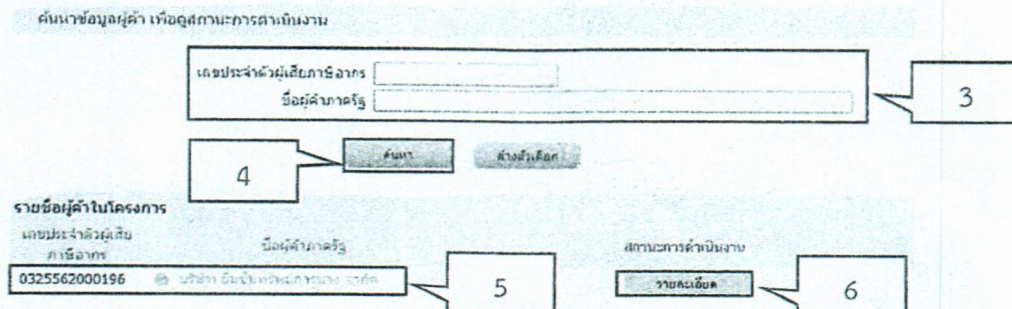 ค้นหาข้อมูลผู้ค้า เพื่อดูสถานะการดำเนินงาน
เลขประจำตัวผู้เสียภาษีอากร
ชื่อผู้ค้าภาครัฐ
3
4
ค้นหา
ล้างตัวเลือก
รายชื่อผู้ค้าในโครงการ
เลขประจำตัวผู้เสีย
ภาษีอากร
ชื่อผู้ค้าภาครัฐ
สถานะการดำเนินงาน
0325562000196 บริษัท
5
รายละเอียด
6